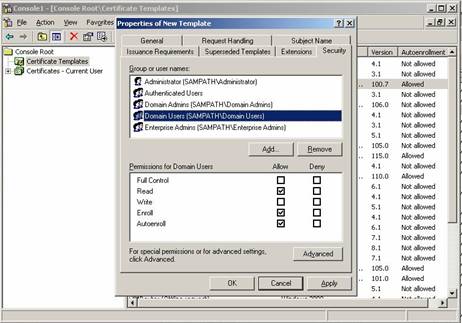 Console1 - [Console Root\Certificate Templates]
File Action View Favorites
Console Root
Certificate Templates
Certificates - Current User
Properties of New Template
General Request Handling Subject Name
Issuance Requirements Superseded Templates Extensions Security
Group or user names:
Administrator (SAMPATH\Administrator)
Authenticated Users
Domain Admins (SAMPATH\Domain Admins)
Domain Users (SAMPATH\Domain Users)
Enterprise Admins (SAMPATH\Enterprise Admins)
Add... Remove
Permissions for Domain Users Allow Deny
Full Control
Read
Write
Enroll
Autoenroll
For special permissions or for advanced settings,
click Advanced.
Advanced
OK Cancel Apply
Version Autoenrollment
4.1 Not allowed
3.1 Not allowed
100.7 Allowed
3.1 Not allowed
106.0 Not allowed
4.1 Not allowed
3.1 Not allowed
5.1 Not allowed
105.0 Not allowed
115.0 Allowed
4.1 Not allowed
110.0 Allowed
6.1 Not allowed
4.1 Not allowed
3.1 Not allowed
4.1 Not allowed
6.1 Not allowed
7.1 Not allowed
8.1 Not allowed
7.1 Not allowed
105.0 Not allowed
101.0 Allowed